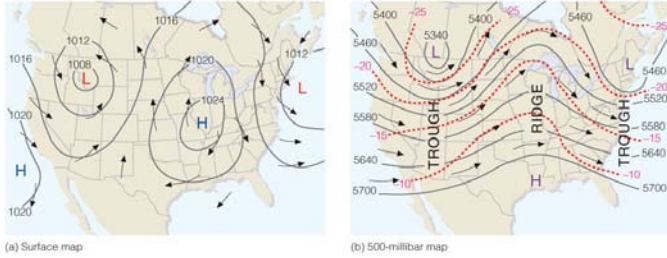 (a) Surface map
1016
1012
1008
L
1016
1020
1024
H
1012
L
1020
H
1020
(b) 500-millibar map
5400
-25
5340
L
5400
-25
5460
5460
-20
5520
5580
-15
5640
-10
5700
TROUGH
RIDGE
H
TROUGH
L
5460
-20
5520
5580
-15
5640
-10
5700